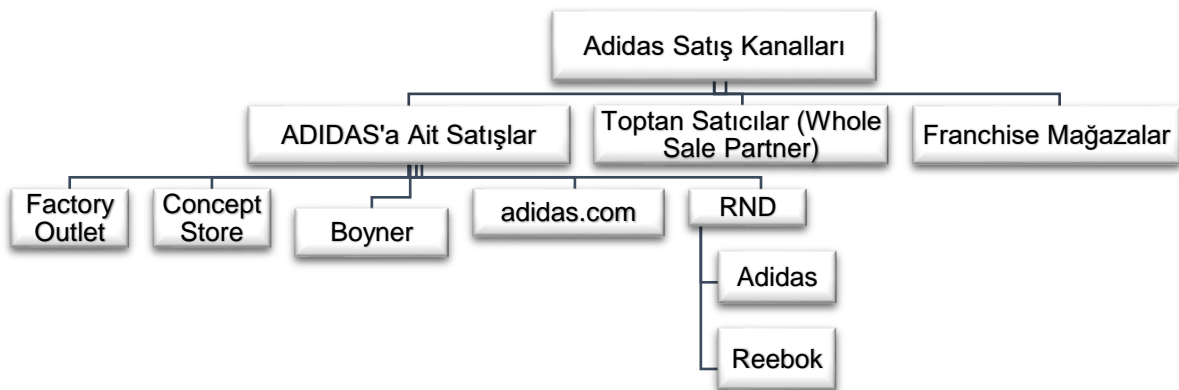 Adidas Satış Kanalları
ADIDAS'a Ait Satışlar
Toptan Satıcılar (Whole
Sale Partner)
Franchise Mağazalar
Factory
Outlet
Concept
Store
Boyner
adidas.com
RND
Adidas
Reebok